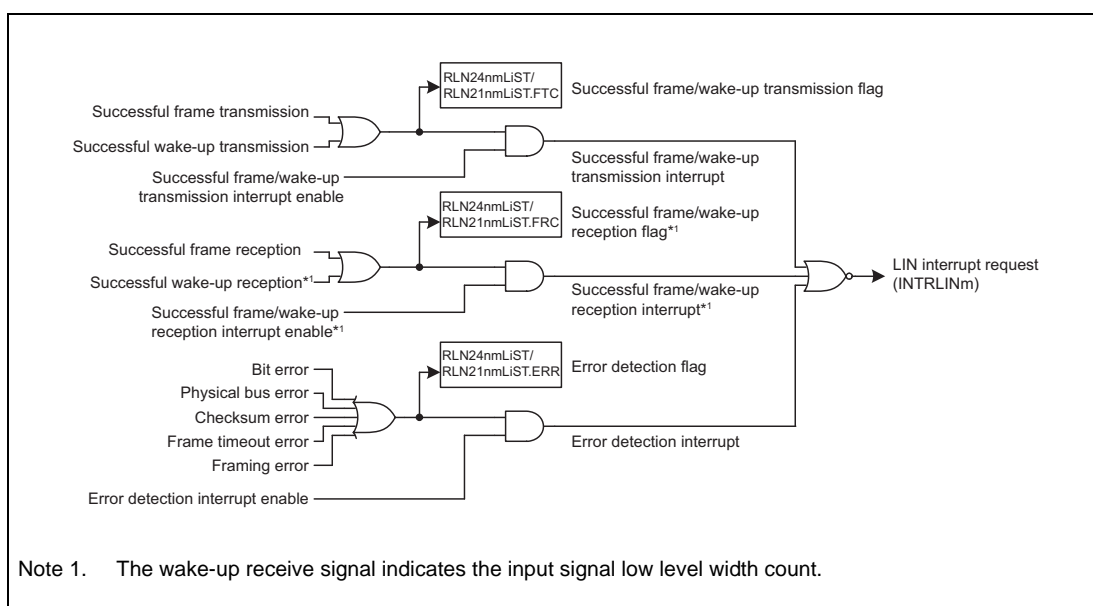 RLN24nmLiST/
RLN21nmLiST.FTC
Successful frame/wake-up transmission flag
Successful frame transmission
Successful wake-up transmission
Successful frame/wake-up
transmission interrupt enable
Successful frame/wake-up
transmission interrupt
RLN24nmLiST/
RLN21nmLiST.FRC
Successful frame/wake-up
reception flag*1
Successful frame reception
Successful wake-up reception*1
Successful frame/wake-up
reception interrupt enable*1
Successful frame/wake-up
reception interrupt*1
LIN interrupt request
(INTRLINm)
RLN24nmLiST/
RLN21nmLiST.ERR
Error detection flag
Bit error
Physical bus error
Checksum error
Frame timeout error
Framing error
Error detection interrupt
Error detection interrupt enable
Note 1. The wake-up receive signal indicates the input signal low level width count.